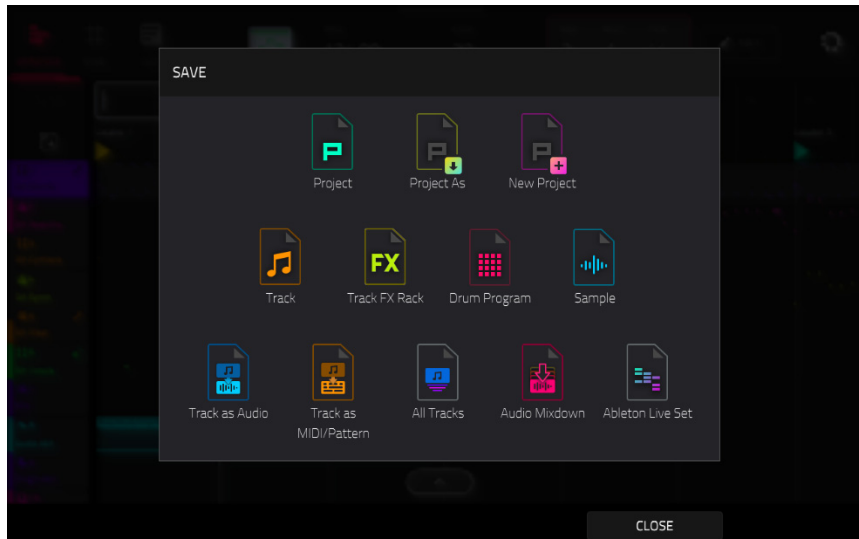 SAVE
Project
Project As
New Project
FX
Track
Track FX Rack
Drum Program
Sample
Track as Audio
Track as
MIDI/Pattern
All Tracks
Audio Mixdown
Ableton Live Set
CLOSE